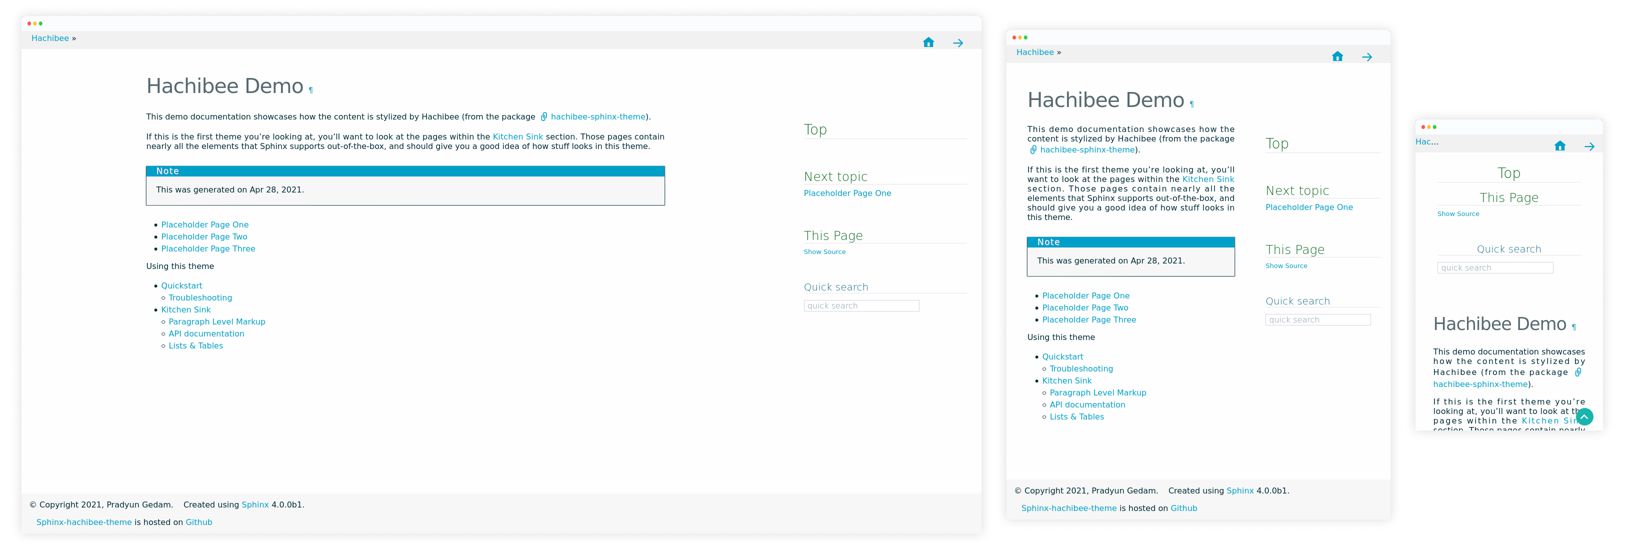 Hachibee »
Hachibee Demo ¶
This demo documentation showcases how the content is stylized by Hachibee (from the package hachibee-sphinx-theme).
If this is the first theme you’re looking at, you’ll want to look at the pages within the Kitchen Sink section. Those pages contain
nearly all the elements that Sphinx supports out-of-the-box, and should give you a good idea of how stuff looks in this theme.
Note
This was generated on Apr 28, 2021.
Placeholder Page One
Placeholder Page Two
Placeholder Page Three
Using this theme
Quickstart
Troubleshooting
Kitchen Sink
Paragraph Level Markup
API documentation
Lists & Tables
Top
Next topic
Placeholder Page One
This Page
Show Source
Quick search
quick search
© Copyright 2021, Pradyun Gedam. Created using Sphinx 4.0.0b1.
Sphinx-hachibee-theme is hosted on Github
Hachibee »
Hachibee Demo ¶
This demo documentation showcases how the
content is stylized by Hachibee (from the package
hachibee-sphinx-theme).
If this is the first theme you’re looking at, you’ll
want to look at the pages within the Kitchen Sink
section. Those pages contain nearly all the
elements that Sphinx supports out-of-the-box, and
should give you a good idea of how stuff looks in
this theme.
Note
This was generated on Apr 28, 2021.
Placeholder Page One
Placeholder Page Two
Placeholder Page Three
Using this theme
Quickstart
Troubleshooting
Kitchen Sink
Paragraph Level Markup
API documentation
Lists & Tables
Top
Next topic
Placeholder Page One
This Page
Show Source
Quick search
quick search
© Copyright 2021, Pradyun Gedam. Created using Sphinx 4.0.0b1.
Sphinx-hachibee-theme is hosted on Github
Hac…
Top
This Page
Show Source
Quick search
quick search
Hachibee Demo ¶
This demo documentation showcases
how the content is stylized by
Hachibee (from the package
hachibee-sphinx-theme).
If this is the first theme you’re
looking at, you’ll want to look at the
pages within the Kitchen Sink
section. Those pages contain nearly